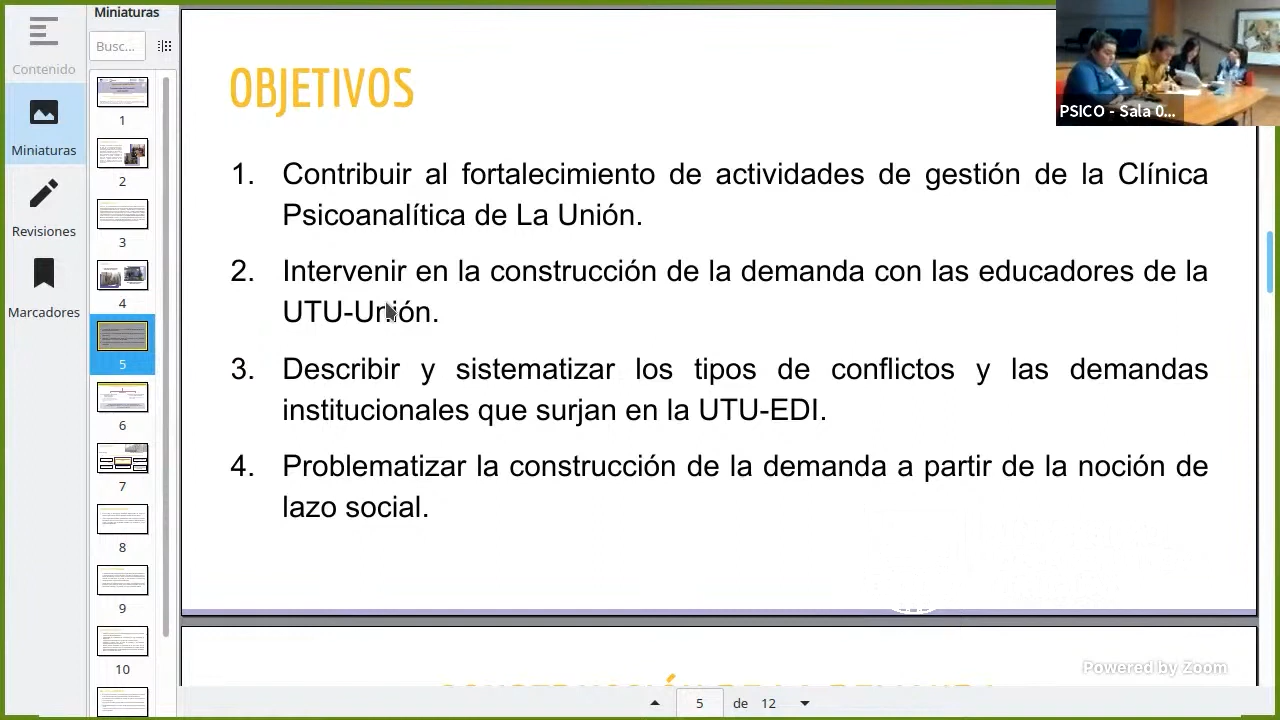 Contenido
Miniaturas
Revisiones
Marcadores
Miniaturas
Busc...
1
2
3
4
5
6
7
8
9
10
OBJETIVOS
1. Contribuir al fortalecimiento de actividades de gestión de la Clínica
Psicoanalítica de La Unión.
2. Intervenir en la construcción de la demanda con las educadores de la
UTU-Unión.
3. Describir y sistematizar los tipos de conflictos y las demandas
institucionales que surjan en la UTU-EDI.
4. Problematizar la construcción de la demanda a partir de la noción de
lazo social.
PSICO - Sala 0...
Powered by Zoom
5 de 12